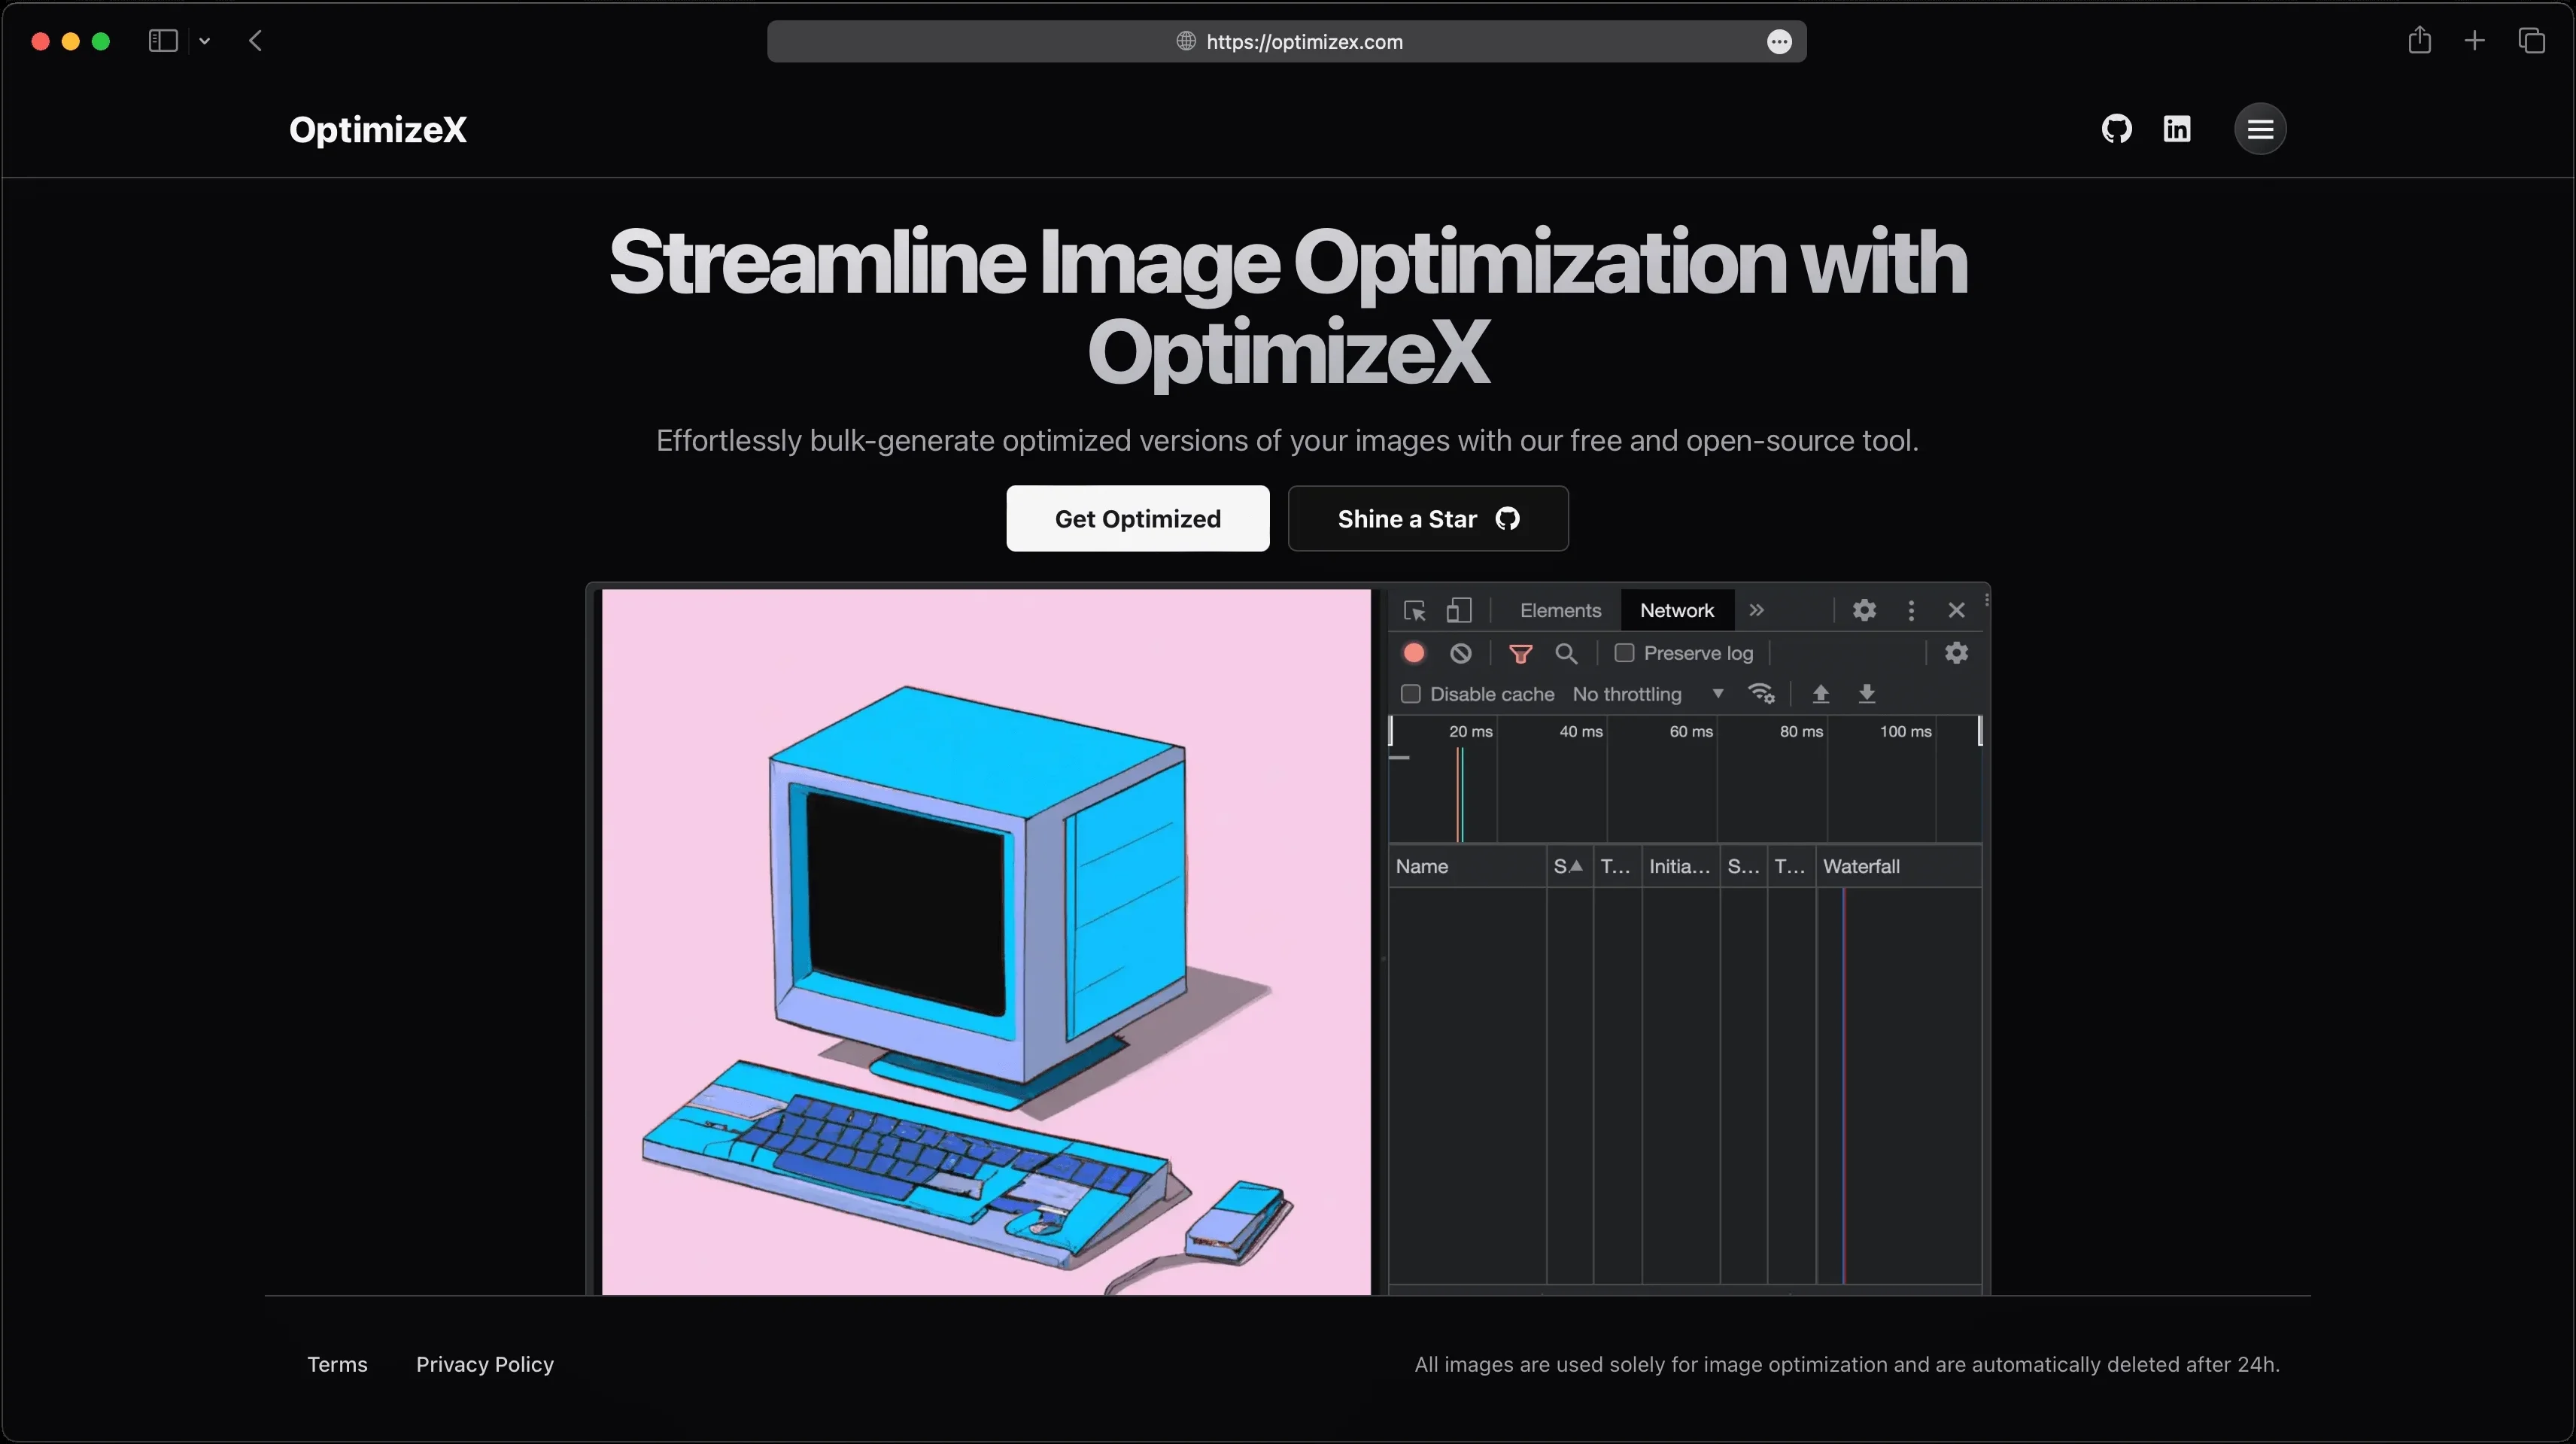 https://optimizex.com
OptimizeX
Streamline Image Optimization with
OptimizeX
Effortlessly bulk-generate optimized versions of your images with our free and open-source tool.
Get Optimized
Shine a Star
Elements
Network
Preserve log
Disable cache
No throttling
20 ms
40 ms
60 ms
80 ms
100 ms
Name
S.
T...
Initia...
S...
T...
Waterfall
Terms
Privacy Policy
All images are used solely for image optimization and are automatically deleted after 24h.